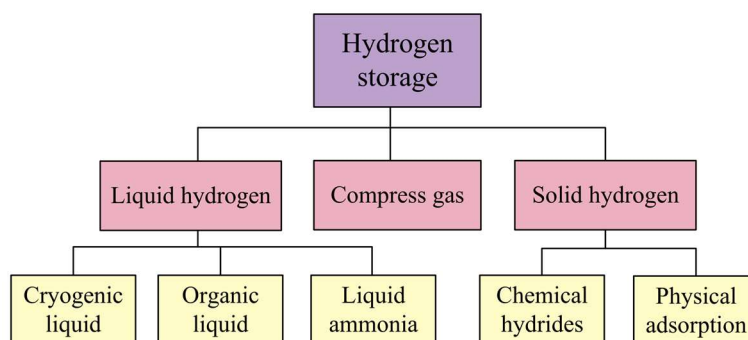 Hydrogen
storage
Liquid hydrogen
Compress gas
Solid hydrogen
Cryogenic
liquid
Organic
liquid
Liquid
ammonia
Chemical
hydrides
Physical
adsorption